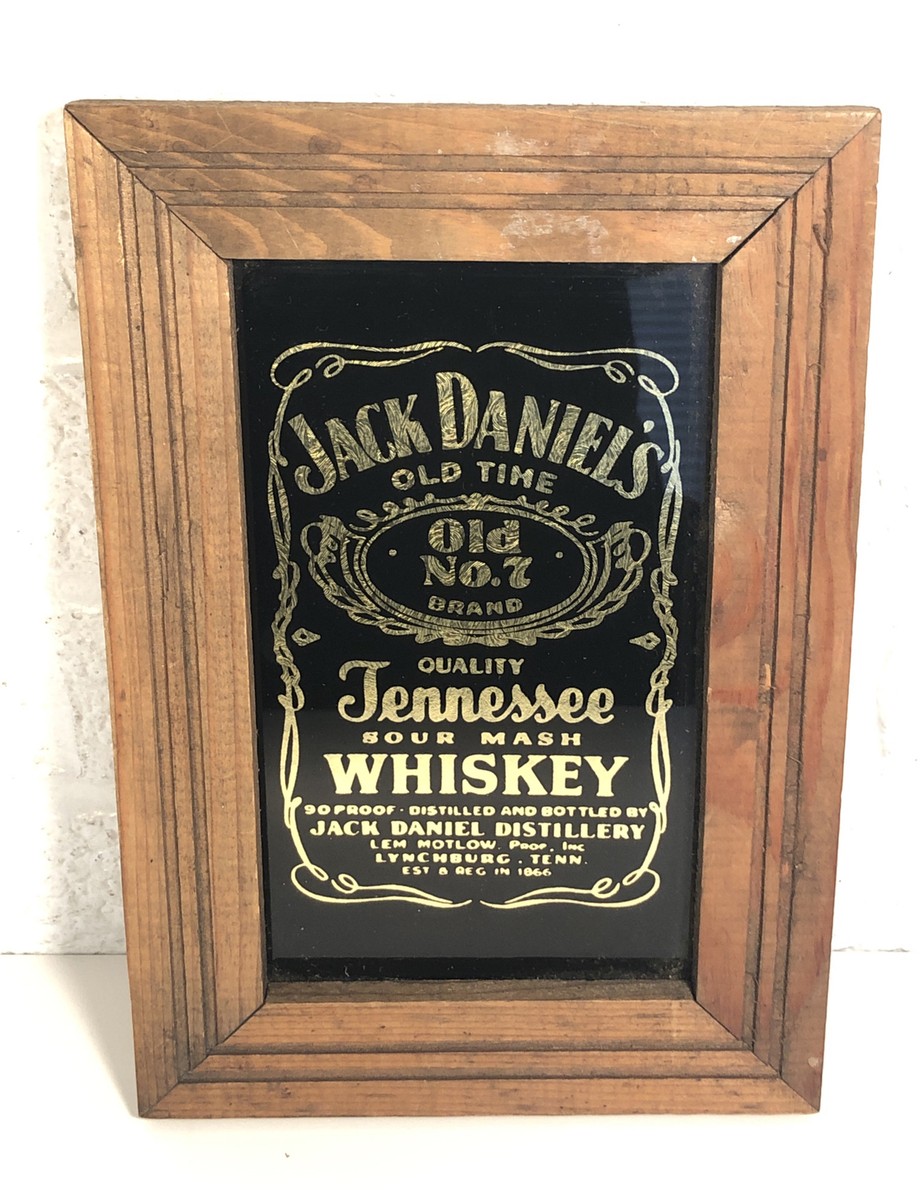 JACK DANIEL'S
OLD TIME
Old
No.7
BRAND
QUALITY
Tennessee
SOUR MASH
WHISKEY
90 PROOF · DISTILLED AND BOTTLED BY
JACK DANIEL DISTILLERY
LEM MOTLOW. PROP, INC
LYNCHBURG . TENN.
EST & REG IN 1866